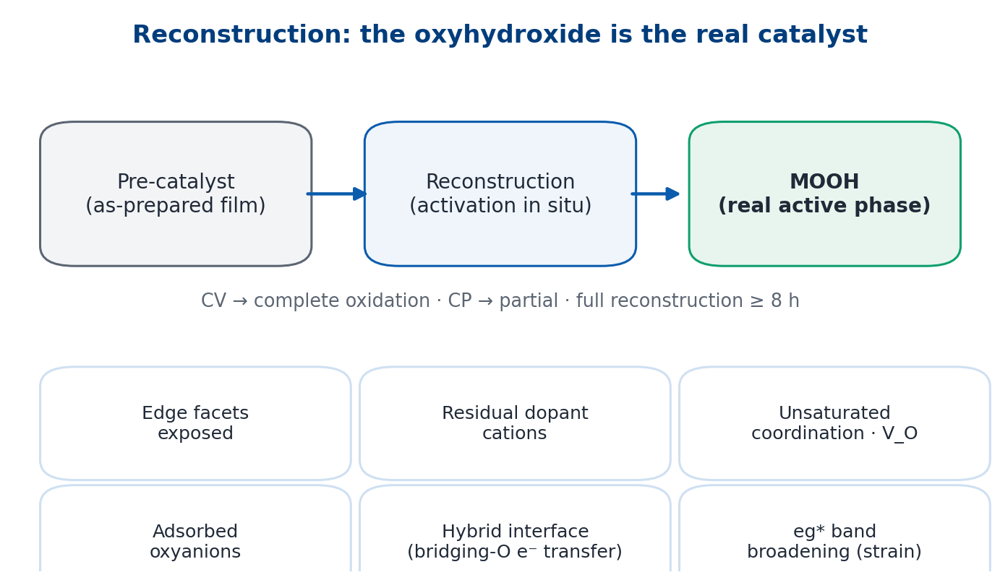 Reconstruction: the oxyhydroxide is the real catalyst
Pre-catalyst
(as-prepared film)
Reconstruction
(activation in situ)
MOOH
(real active phase)
CV → complete oxidation · CP → partial · full reconstruction ≥ 8 h
Edge facets
exposed
Residual dopant
cations
Unsaturated
coordination · V_O
Adsorbed
oxyanions
Hybrid interface
(bridging-O e⁻ transfer)
eg* band
broadening (strain)